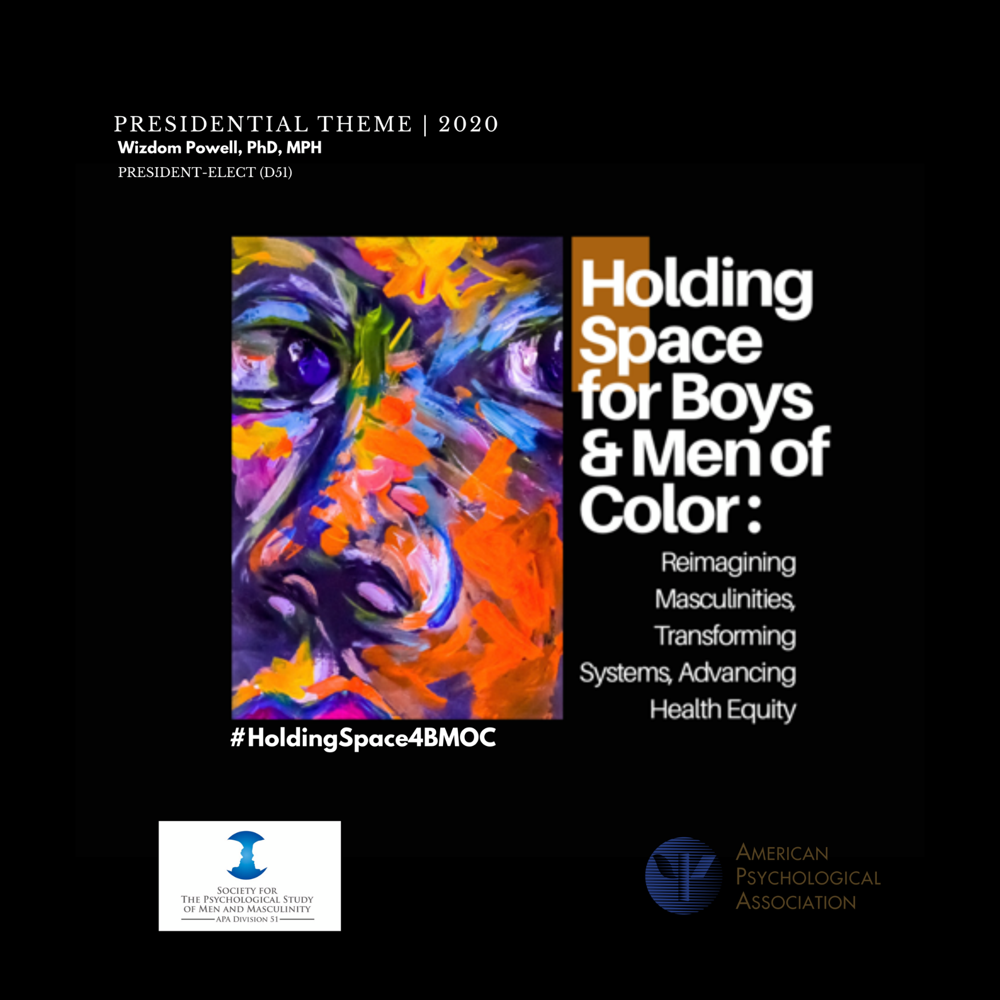 PRESIDENTIAL THEME | 2020
Wizdom Powell, PhD, MPH
PRESIDENT-ELECT (D51)
Holding
Space
for Boys
& Men of
Color :
Reimagining
Masculinities,
Transforming
Systems, Advancing
Health Equity
#HoldingSpace4BMOC
SOCIETY FOR
THE PSYCHOLOGICAL STUDY
OF MEN AND MASCULINITY
APA DIVISION 51
AMERICAN
PSYCHOLOGICAL
ASSOCIATION